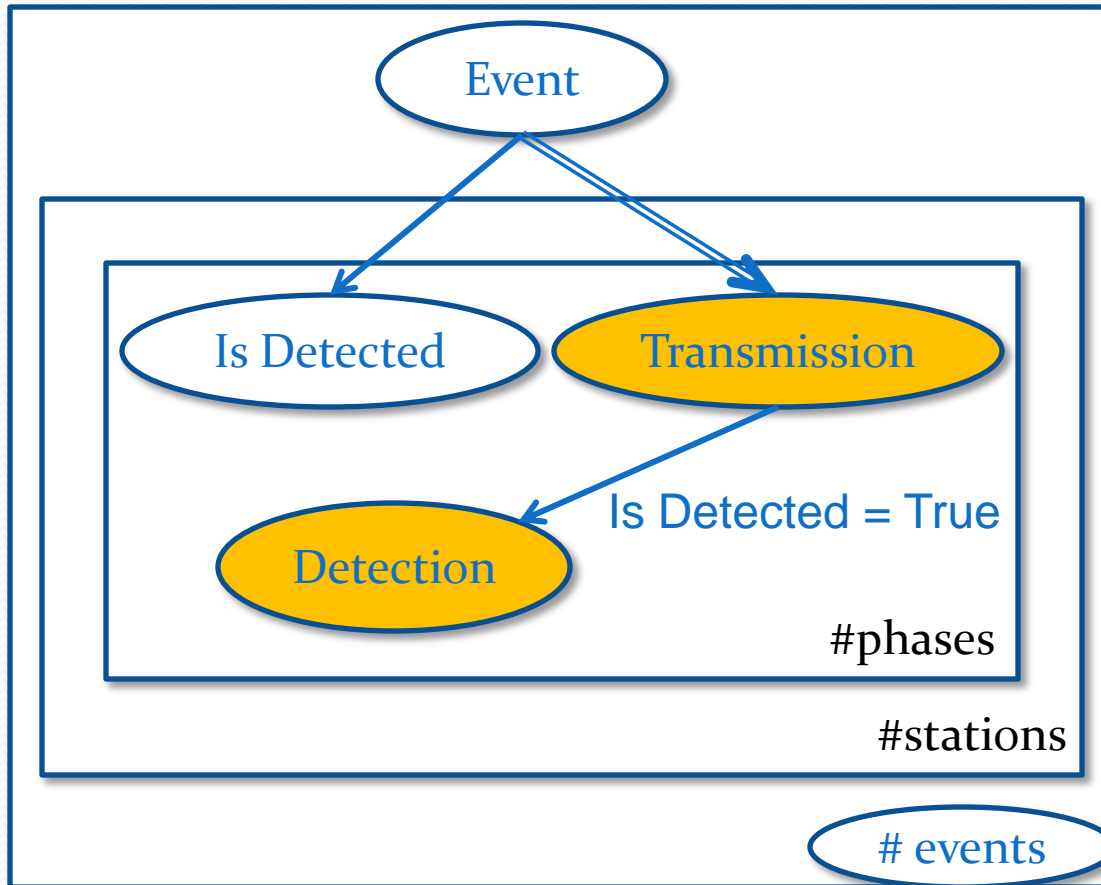 Event
Is Detected
Transmission
Is Detected = True
Detection
#phases
#stations
# events